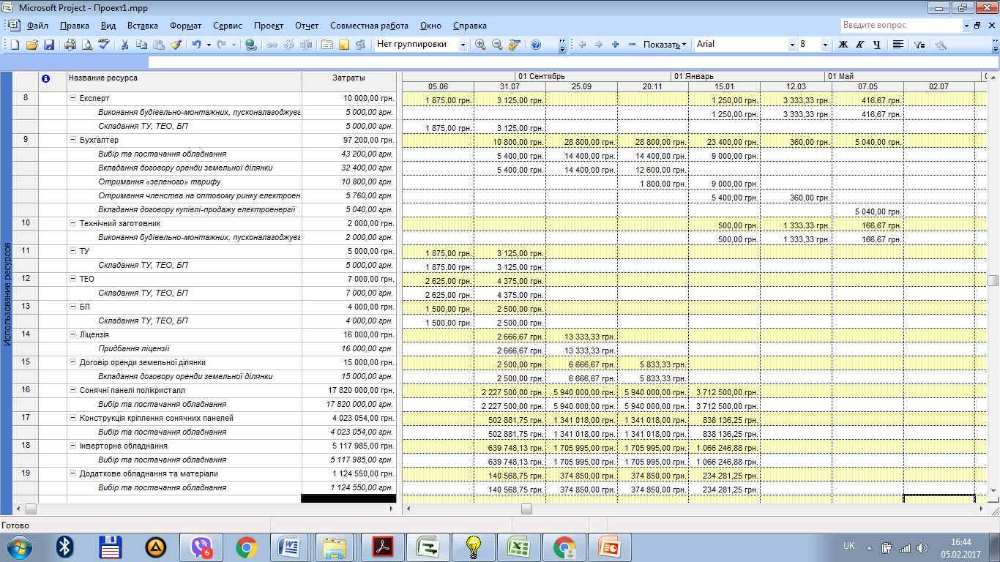 Microsoft Project - Проект1.mpp
Файл Правка Вид Вставка Формат Сервис Проект Отчет Совместная работа Окно Справка Введите вопрос
Нет группировки Показать Arial 8 Ж К Ч
Название ресурса Затраты 01 Сентябрь 01 Январь 01 Май
05.06 31.07 25.09 20.11 15.01 12.03 07.05 02.07
8 Експерт 10 000,00 грн. 1 875,00 грн. 3 125,00 грн. 1 250,00 грн. 3 333,33 грн. 416,67 грн.
Виконання будівельно-монтажних, пусконалагоджува 5 000,00 грн. 1 250,00 грн. 3 333,33 грн. 416,67 грн.
Складання ТУ, ТЕО, БП 5 000,00 грн. 1 875,00 грн. 3 125,00 грн.
9 Бухгалтер 97 200,00 грн. 10 800,00 грн. 28 800,00 грн. 28 800,00 грн. 23 400,00 грн. 360,00 грн. 5 040,00 грн.
Вибір та постачання обладнання 43 200,00 грн. 5 400,00 грн. 14 400,00 грн. 14 400,00 грн. 9 000,00 грн.
Вкладання договору оренди земельної ділянки 32 400,00 грн. 5 400,00 грн. 14 400,00 грн. 12 600,00 грн.
Отримання «зеленого» тарифу 10 800,00 грн. 1 800,00 грн. 9 000,00 грн.
Отримання членства на оптовому ринку електроен 5 760,00 грн. 5 400,00 грн. 360,00 грн.
Вкладання договору купівлі-продажу електроенергії 5 040,00 грн. 5 040,00 грн.
10 Технічний заготовник 2 000,00 грн. 500,00 грн. 1 333,33 грн. 166,67 грн.
Виконання будівельно-монтажних, пусконалагоджува 2 000,00 грн. 500,00 грн. 1 333,33 грн. 166,67 грн.
11 ТУ 5 000,00 грн. 1 875,00 грн. 3 125,00 грн.
Складання ТУ, ТЕО, БП 5 000,00 грн. 1 875,00 грн. 3 125,00 грн.
12 ТЕО 7 000,00 грн. 2 625,00 грн. 4 375,00 грн.
Складання ТУ, ТЕО, БП 7 000,00 грн. 2 625,00 грн. 4 375,00 грн.
13 БП 4 000,00 грн. 1 500,00 грн. 2 500,00 грн.
Складання ТУ, ТЕО, БП 4 000,00 грн. 1 500,00 грн. 2 500,00 грн.
14 Ліцензія 16 000,00 грн. 2 666,67 грн. 13 333,33 грн.
Придбання ліцензії 16 000,00 грн. 2 666,67 грн. 13 333,33 грн.
15 Договір оренди земельної ділянки 15 000,00 грн. 2 500,00 грн. 6 666,67 грн. 5 833,33 грн.
Вкладання договору оренди земельної ділянки 15 000,00 грн. 2 500,00 грн. 6 666,67 грн. 5 833,33 грн.
16 Сонячні панелі полікристалл 17 820 000,00 грн. 2 227 500,00 грн. 5 940 000,00 грн. 5 940 000,00 грн. 3 712 500,00 грн.
Вибір та постачання обладнання 17 820 000,00 грн. 2 227 500,00 грн. 5 940 000,00 грн. 5 940 000,00 грн. 3 712 500,00 грн.
17 Конструкція кріплення сонячних панелей 4 023 054,00 грн. 502 881,75 грн. 1 341 018,00 грн. 1 341 018,00 грн. 838 136,25 грн.
Вибір та постачання обладнання 4 023 054,00 грн. 502 881,75 грн. 1 341 018,00 грн. 1 341 018,00 грн. 838 136,25 грн.
18 Інверторне обладнання 5 117 985,00 грн. 639 748,13 грн. 1 705 995,00 грн. 1 705 995,00 грн. 1 066 246,88 грн.
Вибір та постачання обладнання 5 117 985,00 грн. 639 748,13 грн. 1 705 995,00 грн. 1 705 995,00 грн. 1 066 246,88 грн.
19 Додаткове обладнання та матеріали 1 124 550,00 грн. 140 568,75 грн. 374 850,00 грн. 374 850,00 грн. 234 281,25 грн.
Вибір та постачання обладнання 1 124 550,00 грн. 140 568,75 грн. 374 850,00 грн. 374 850,00 грн. 234 281,25 грн.
Использование ресурсов
Готово
6 UK 16:44
05.02.2017